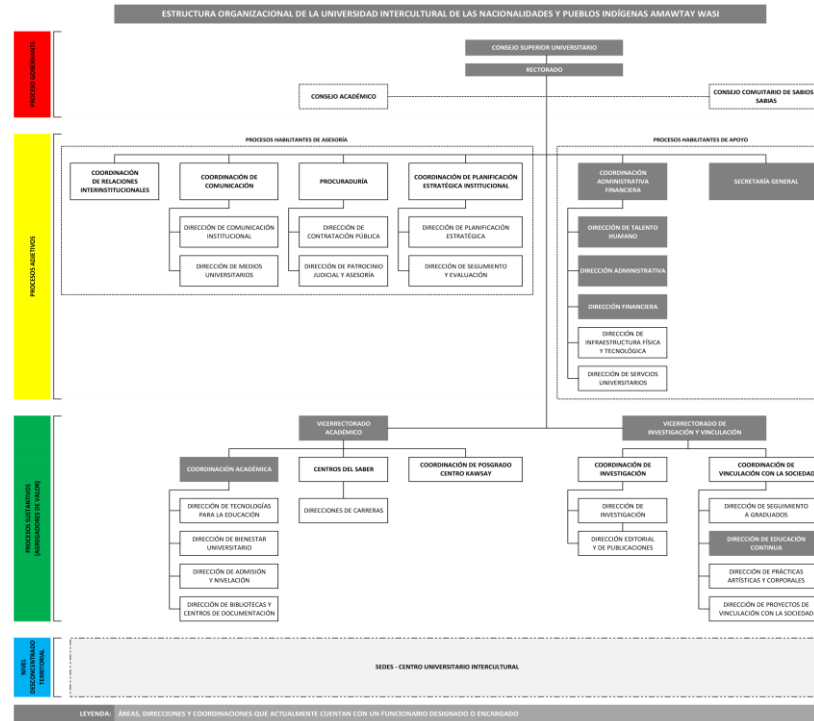 ESTRUCTURA ORGANIZACIONAL DE LA UNIVERSIDAD INTERCULTURAL DE LAS NACIONALIDADES Y PUEBLOS INDÍGENAS AMAWTAY WASI
PROCESO GOBERNANTE
CONSEJO SUPERIOR UNIVERSITARIO
RECTORADO
CONSEJO ACADÉMICO
CONSEJO COMUITARIO DE SABIOS
SABIAS
PROCESOS ADJETIVOS
PROCESOS HABILITANTES DE ASESORÍA
PROCESOS HABILITANTES DE APOYO
COORDINACIÓN
DE RELACIONES
INTERINSTITUCIONALES
COORDINACIÓN DE
COMUNICACIÓN
PROCURADURÍA
COORDINACIÓN DE PLANIFICACIÓN
ESTRATÉGICA INSTITUCIONAL
COORDINACIÓN
ADMINISTRATIVA
FINANCIERA
SECRETARÍA GENERAL
DIRECCIÓN DE COMUNICACIÓN
INSTITUCIONAL
DIRECCIÓN DE
CONTRATACIÓN PÚBLICA
DIRECCIÓN DE PLANIFICACIÓN
ESTRATÉGICA
DIRECCIÓN DE TALENTO
HUMANO
DIRECCIÓN DE MEDIOS
UNIVERSITARIOS
DIRECCIÓN DE PATROCINIO
JUDICIAL Y ASESORÍA
DIRECCIÓN DE SEGUMIENTO
Y EVALUACIÓN
DIRECCIÓN ADMINISTRATIVA
DIRECCIÓN FINANCIERA
DIRECCIÓN DE
INFRAESTRUCTURA FÍSICA
Y TECNOLÓGICA
DIRECCIÓN DE SERVCIOS
UNIVERSITARIOS
PROCESOS SUSTANTIVOS
(AGREGADORES DE VALOR)
VICERRECTORADO
ACADÉMICO
VICERRECTORADO DE
INVESTIGACIÓN Y VINCULACIÓN
COORDINACIÓN ACADÉMICA
CENTROS DEL SABER
COORDINACIÓN DE POSGRADO
CENTRO KAWSAY
COORDINACIÓN DE
INVESTIGACIÓN
COORDINACIÓN DE
VINCULACIÓN CON LA SOCIEDAD
DIRECCIÓN DE TECNOLOGÍAS
PARA LA EDUCACIÓN
DIRECCIONES DE CARRERAS
DIRECCIÓN DE
INVESTIGACIÓN
DIRECCIÓN DE SEGUIMIENTO
A GRADUADOS
DIRECCIÓN DE BIENESTAR
UNIVERSITARIO
DIRECCIÓN EDITORIAL
Y DE PUBLICACIONES
DIRECCIÓN DE EDUCACIÓN
CONTINUA
DIRECCIÓN DE ADMISIÓN
Y NIVELACIÓN
DIRECCIÓN DE PRÁCTICAS
ARTÍSTICAS Y CORPORALES
DIRECCIÓN DE BIBLIOTECAS Y
CENTROS DE DOCUMENTACIÓN
DIRECCIÓN DE PROYECTOS DE
VINCULACIÓN CON LA SOCIEDAD
NIVEL
DESCONCENTRADO
TERRITORIAL
SEDES - CENTRO UNIVERSITARIO INTERCULTURAL
LEYENDA: ÁREAS, DIRECCIONES Y COORDINACIONES QUE ACTUALMENTE CUENTAN CON UN FUNCIONARIO DESIGNADO O ENCARGADO